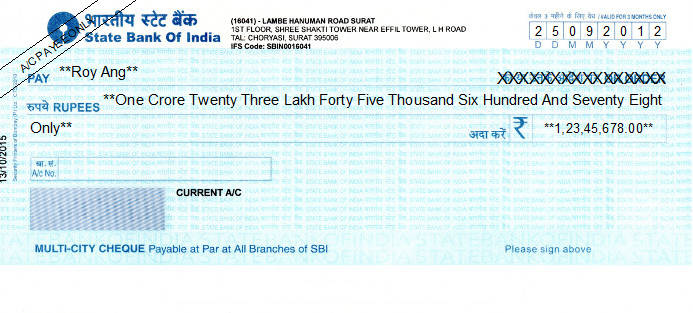 A/C PAYEE ONLY
भारतीय स्टेट बैंक
State Bank Of India
(16041) - LAMBE HANUMAN ROAD SURAT
1ST FLOOR, SHREE SHAKTI TOWER NEAR EFFIL TOWER, L H ROAD
TAL: CHORYASI, SURAT 395006
IFS Code: SBIN0016041
केवल 3 महीने के लिए वैध / VALID FOR 3 MONTHS ONLY
2 5 0 9 2 0 1 2
D D M M Y Y Y Y
PAY **Roy Ang**
रुपये RUPEES **One Crore Twenty Three Lakh Forty Five Thousand Six Hundred And Seventy Eight
Only**
अदा करें ₹ **1,23,45,678.00**
खा. सं.
A/c No.
CURRENT A/C
13/10/2015
MULTI-CITY CHEQUE Payable at Par at All Branches of SBI
Please sign above